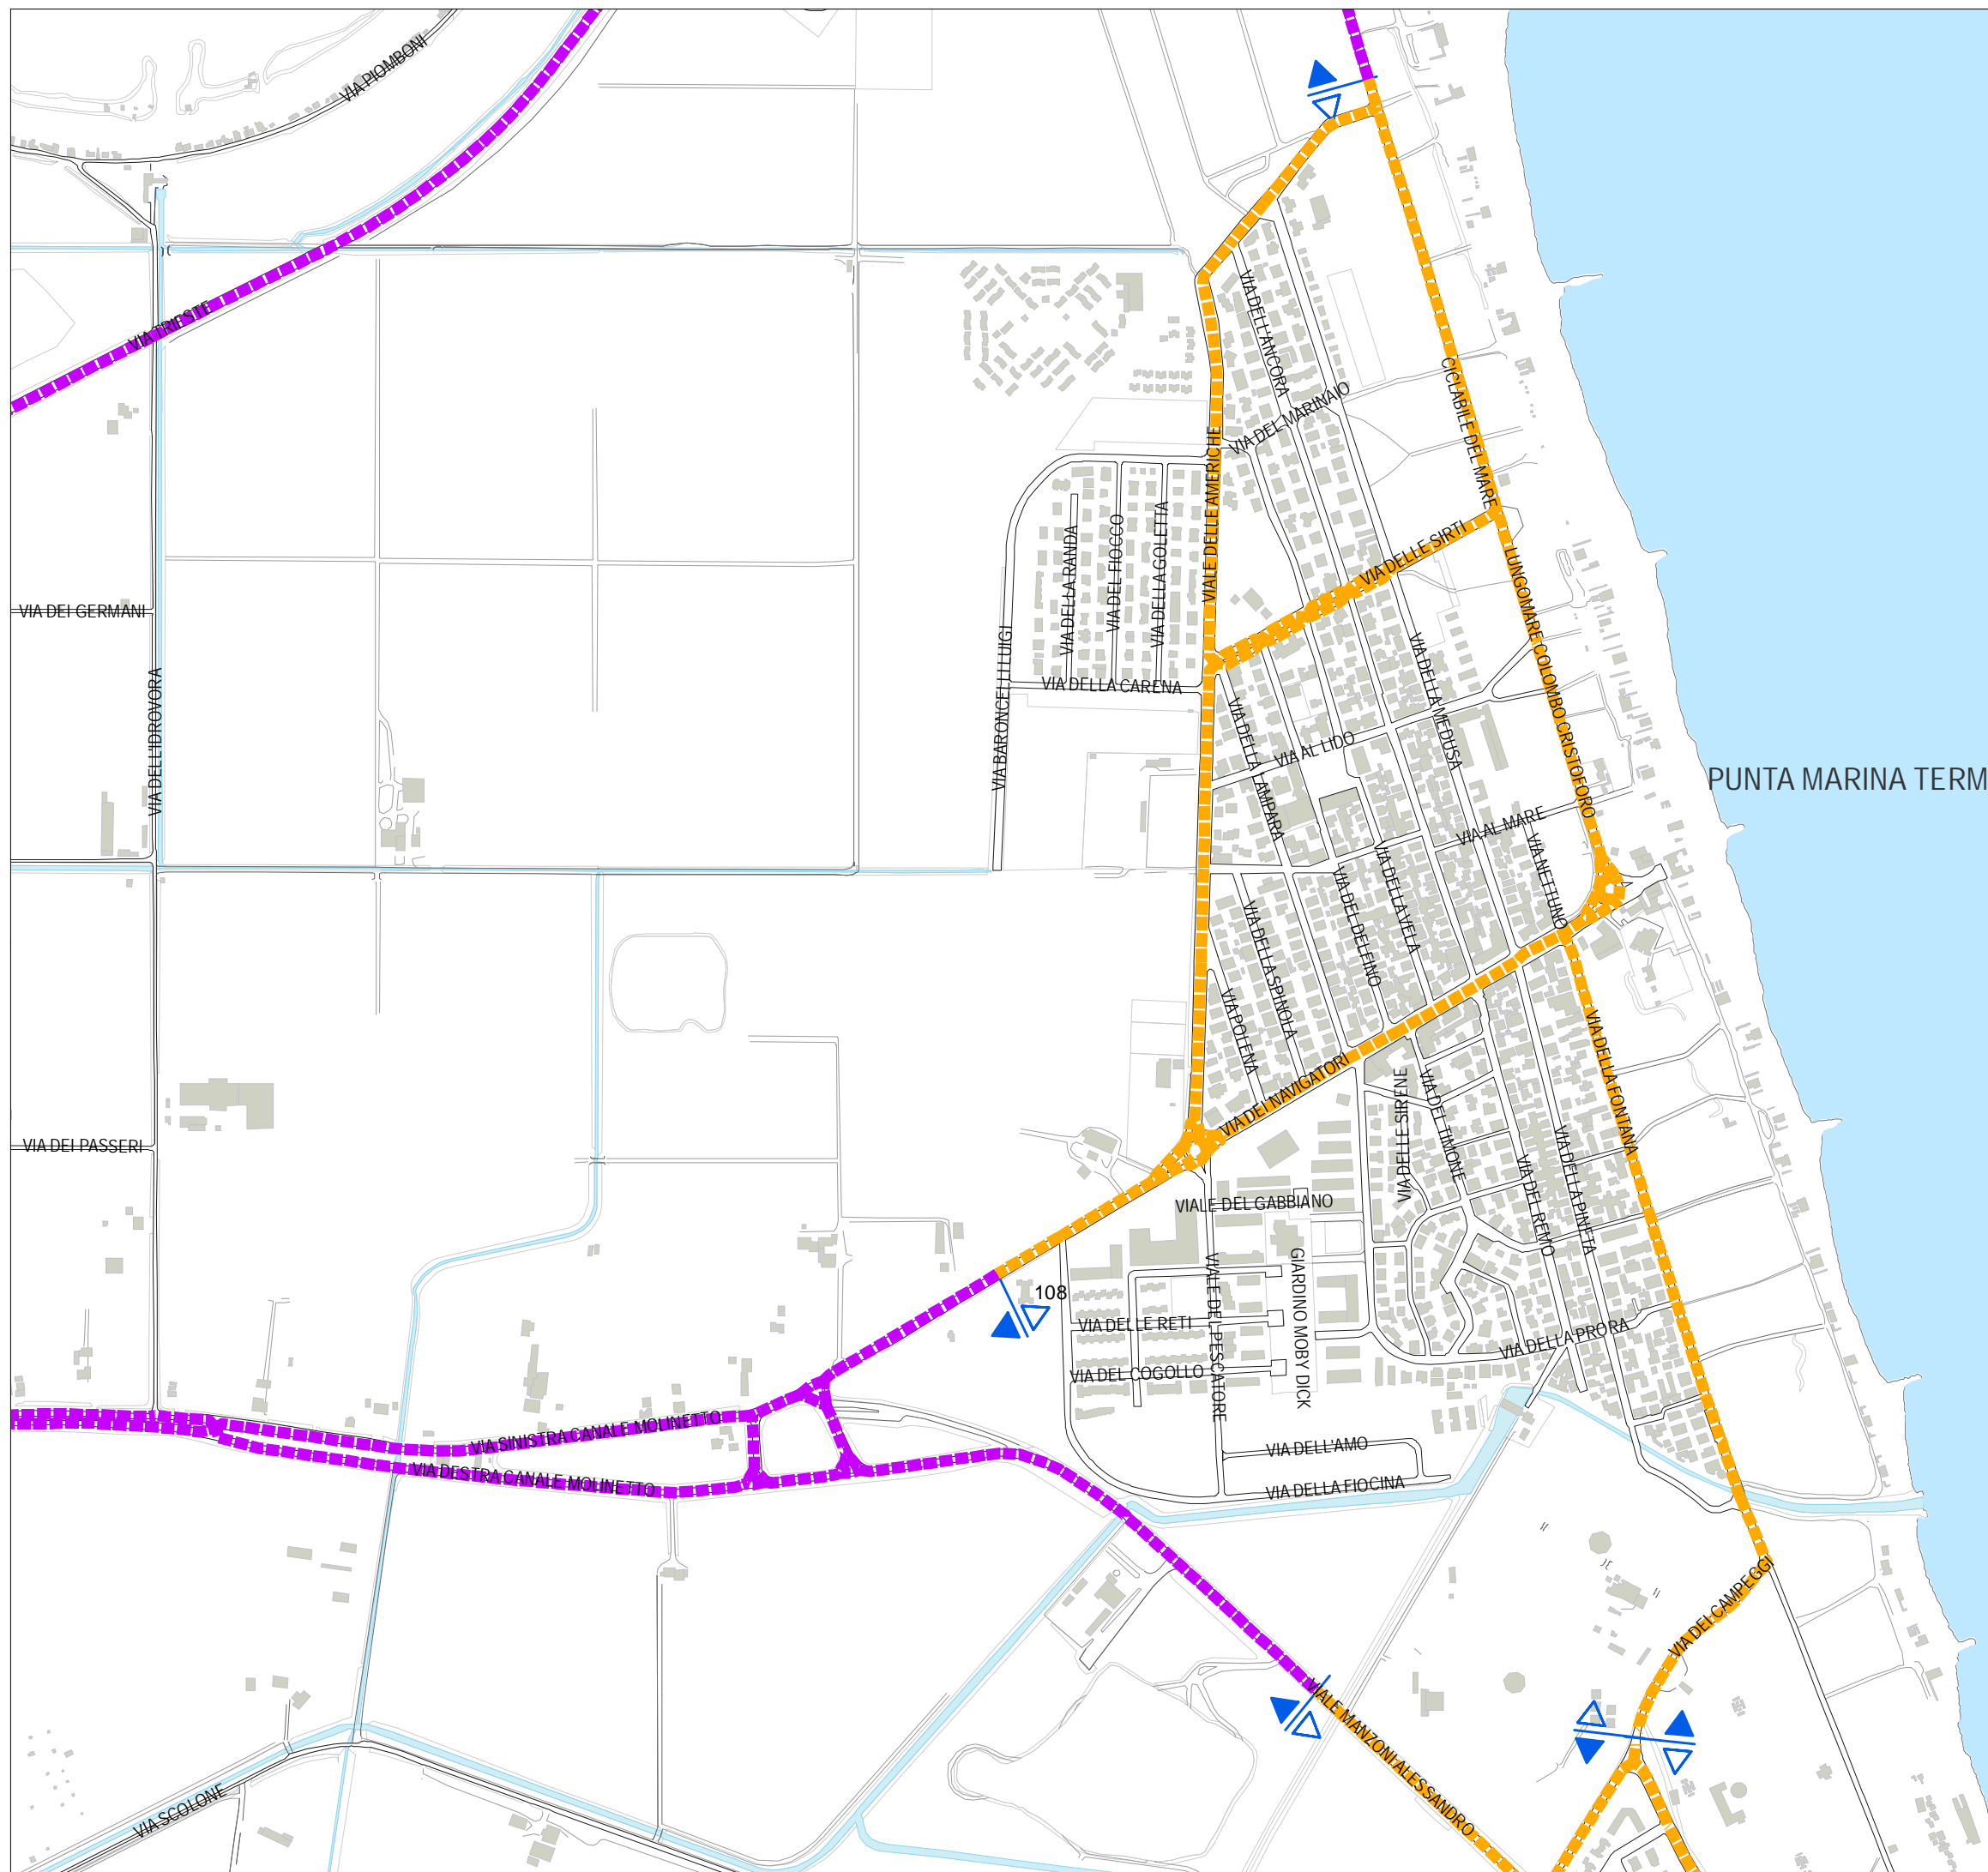 VIA PIOMBONI
VIA TRIESTE
VIA DELL'ANCORA
VIA DEL MARINAIO
CICLABILE DEL MARE
VIALE DELLE AMERICHE
VIA DELLA RANDA
VIA DEL FIOCCO
VIA DELLA GOLETTA
VIA DELLE SIRTI
LUNGOMARE COLOMBO CRISTOFORO
VIA DEI GERMANI
VIA DELL'IDROVORA
VIA BARONCELLI LUIGI
VIA DELLA CARENA
VIA DELLA MEDUSA
VIA DELLA LAMPARA
VIA AL LIDO
PUNTA MARINA TERM
VIA AL MARE
VIA NETTUNO
VIA DELLA VELA
VIA DEL DELFINO
VIA DELLA SPINOLA
VIA POLENA
VIA DEI NAVIGATORI
VIA DELLA FONTANA
VIA DELLE SIRENE
VIA DEL TIMONE
VIA DEI PASSERI
VIA DEL REMO
VIA DELLA PINETA
VIALE DEL GABBIANO
VIALE DEL PESCATORE
GIARDINO MOBY DICK
108
VIA DELLE RETI
VIA DELLA PRORA
VIA DEL COGOLLO
VIA SINISTRA CANALE MOLINETTO
VIA DESTRA CANALE MOLINETTO
VIA DELL'AMO
VIA DELLA FIOCINA
VIA DEI CAMPEGGI
VIALE MANZONI ALESSANDRO
VIA SCOLONE